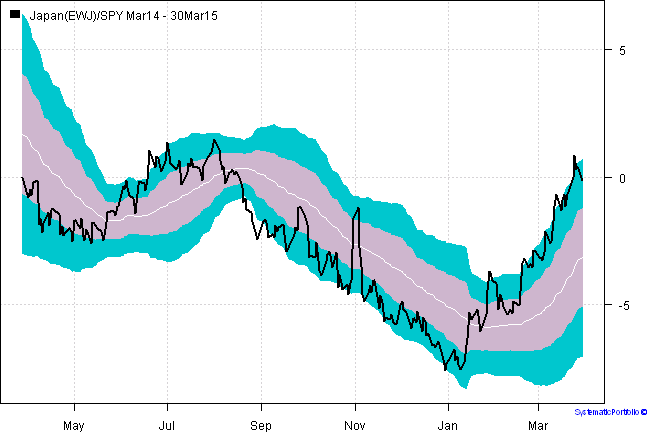 Japan(EWJ)/SPY Mar14 - 30Mar15
5
0
-5
May Jul Sep Nov Jan Mar
SystematicPortfolio ©